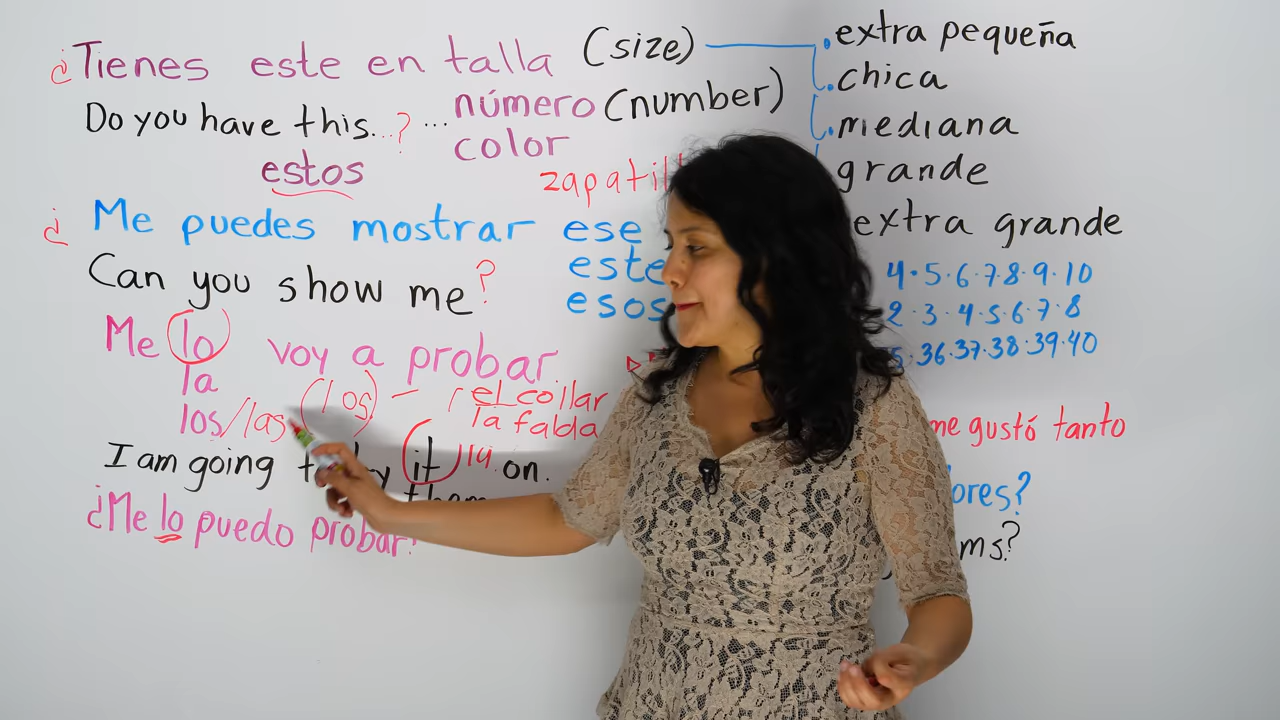 ¿Tienes este en talla (size)
Do you have this...? ... número (number)
color
estos
¿ Me puedes mostrar ese
este
esos
Can you show me?
Me lo voy a probar
la
los/las (los) — el collar
la falda
I am going it la on.
¿Me lo puedo probar?
.extra pequeña
.chica
.mediana
grande
extra grande
4·5·6·7·8·9·10
2·3·4·5·6·7·8
36·37·38·39·40
me gustó tanto